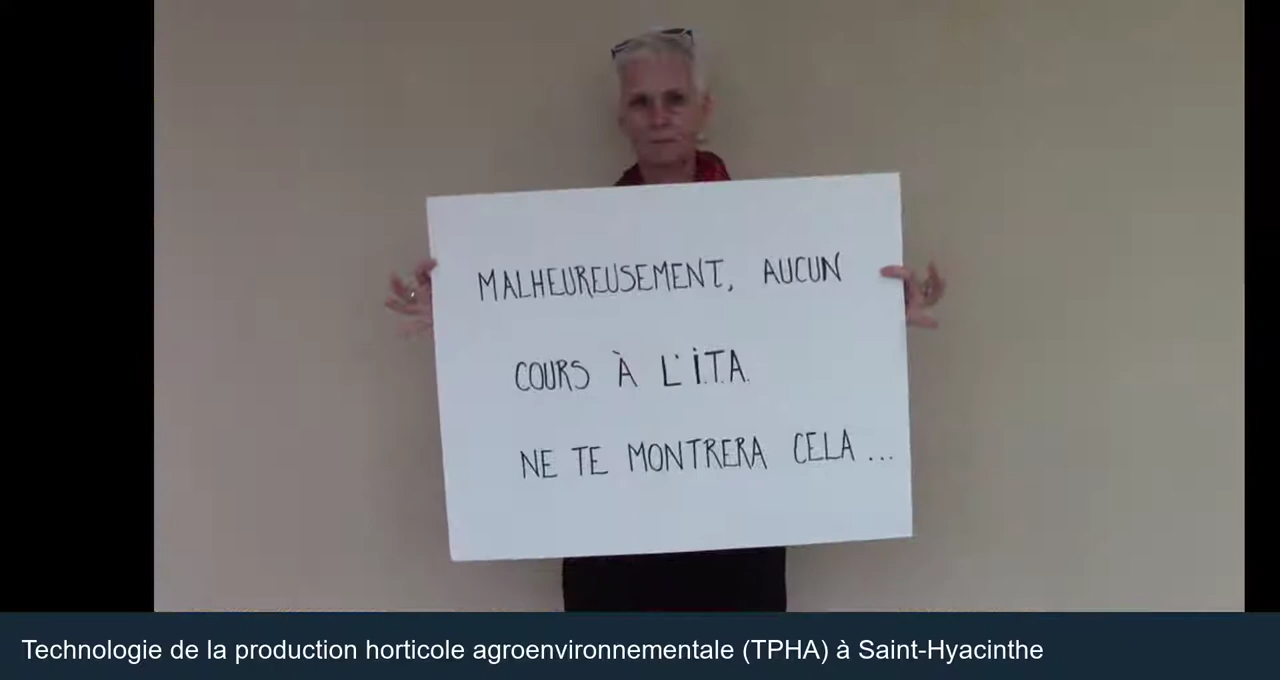 MALHEUREUSEMENT, AUCUN
COURS À L'I.T.A.
NE TE MONTRERA CELA...
Technologie de la production horticole agroenvironnementale (TPHA) à Saint-Hyacinthe